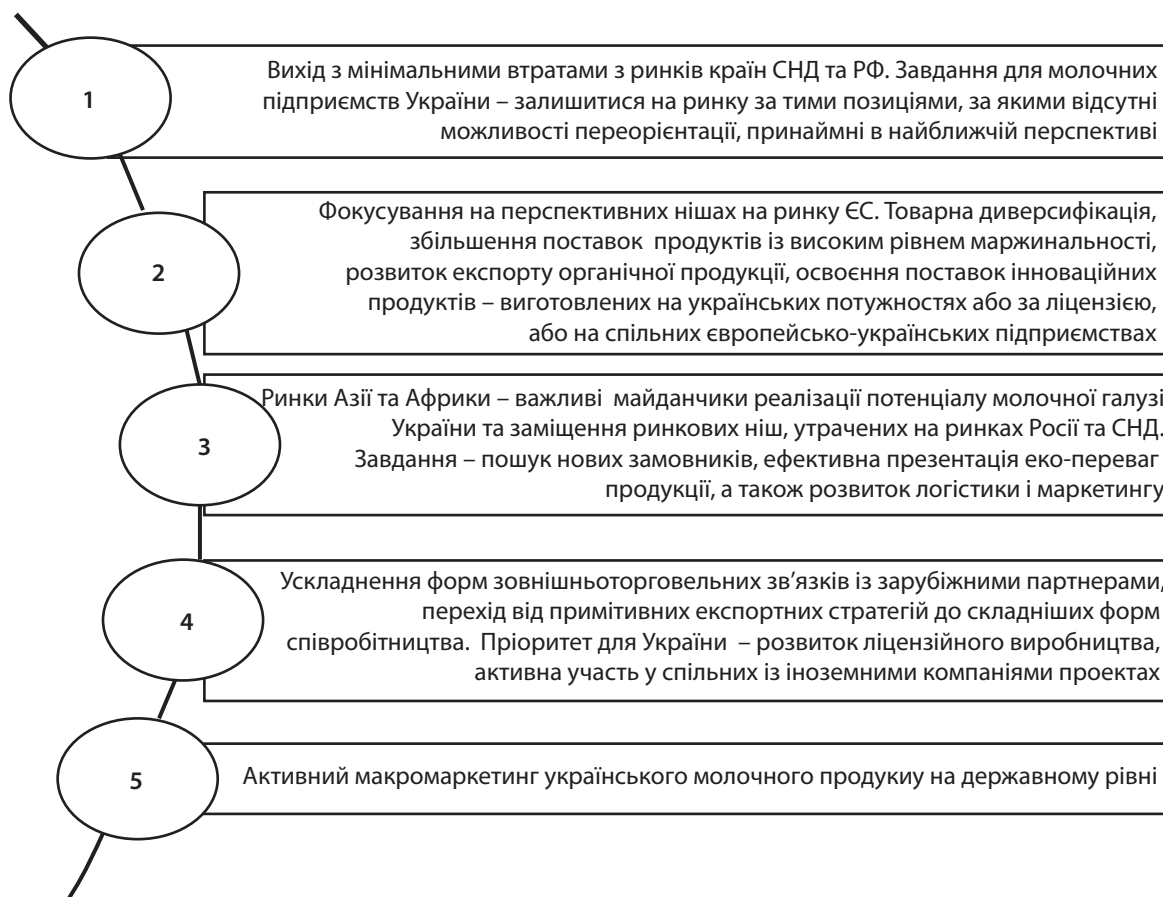 1
Вихід з мінімальними втратами з ринків країн СНД та РФ. Завдання для молочних
підприємств України – залишитися на ринку за тими позиціями, за якими відсутні
можливості переорієнтації, принаймні в найближчій перспективі
2
Фокусування на перспективних нішах на ринку ЄС. Товарна диверсифікація,
збільшення поставок продуктів із високим рівнем маржинальності,
розвиток експорту органічної продукції, освоєння поставок інноваційних
продуктів – виготовлених на українських потужностях або за ліцензією,
або на спільних європейсько-українських підприємствах
3
Ринки Азії та Африки – важливі майданчики реалізації потенціалу молочної галузі
України та заміщення ринкових ніш, утрачених на ринках Росії та СНД.
Завдання – пошук нових замовників, ефективна презентація еко-переваг
продукції, а також розвиток логістики і маркетингу
4
Ускладнення форм зовнішньоторговельних зв’язків із зарубіжними партнерами,
перехід від примітивних експортних стратегій до складніших форм
співробітництва. Пріоритет для України – розвиток ліцензійного виробництва,
активна участь у спільних із іноземними компаніями проектах
5
Активний макромаркетинг українського молочного продукиу на державному рівні